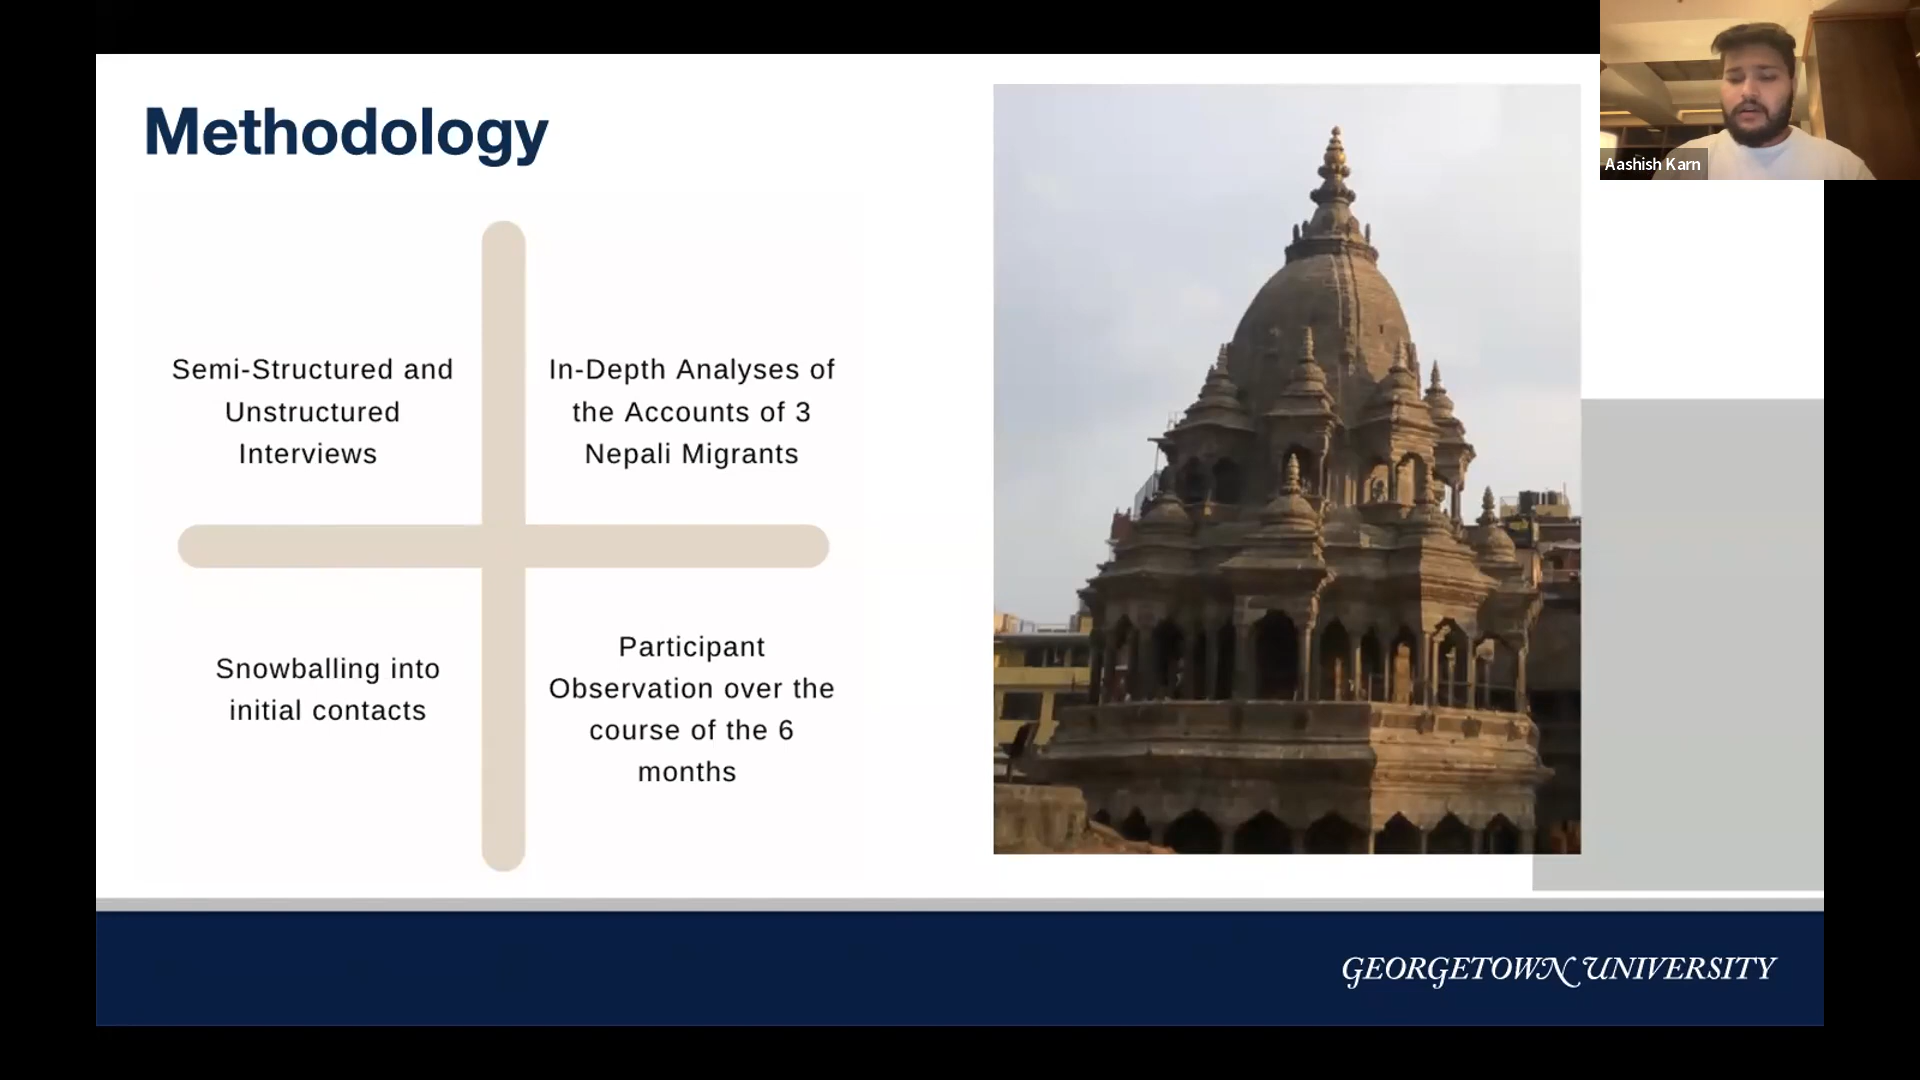 Methodology
Aashish Karn
Semi-Structured and
Unstructured
Interviews
In-Depth Analyses of
the Accounts of 3
Nepali Migrants
Snowballing into
initial contacts
Participant
Observation over the
course of the 6
months
GEORGETOWN UNIVERSITY